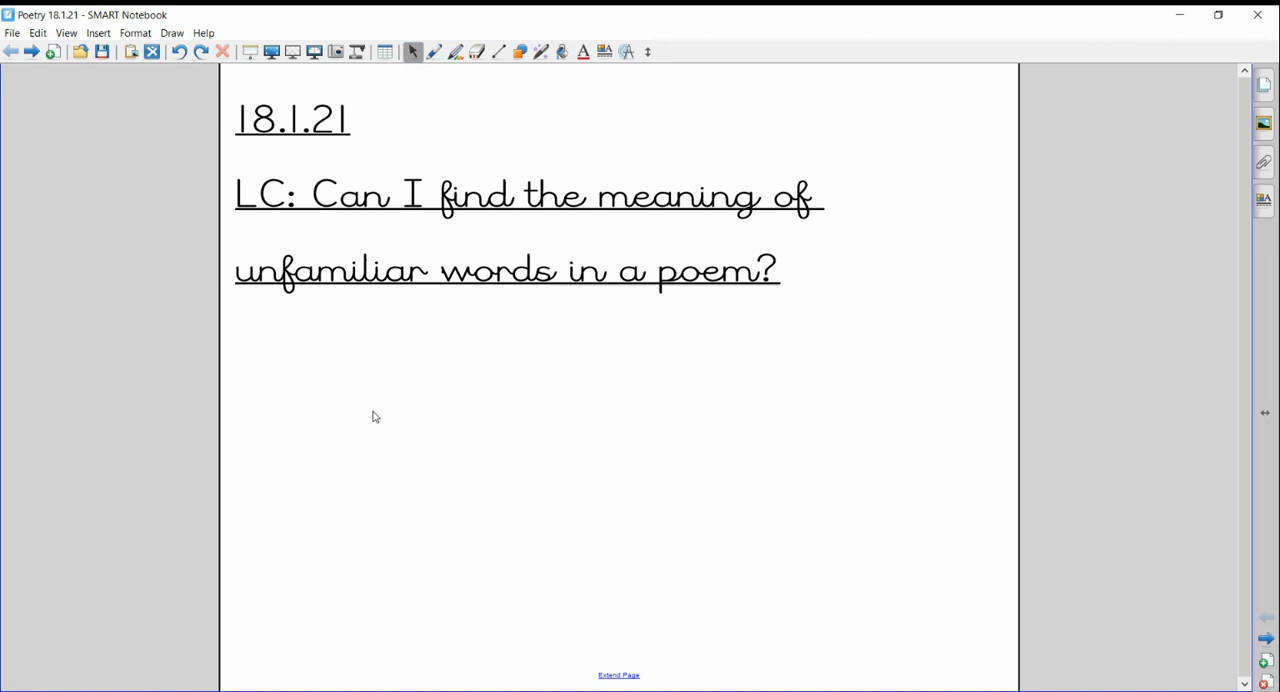 Poetry 18.1.21 - SMART Notebook
File Edit View Insert Format Draw Help
18.1.21
LC: Can I find the meaning of
unfamiliar words in a poem?
Extend Page